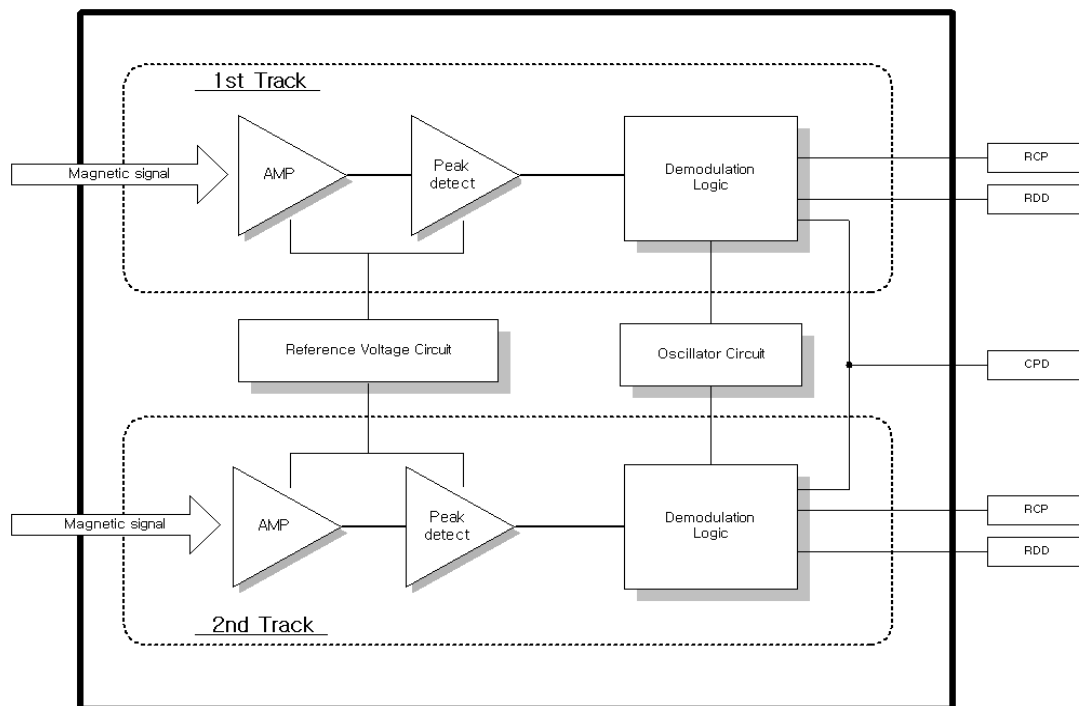 1st Track
Magnetic signal
AMP
Peak
detect
Demodulation
Logic
RCP
RDD
Reference Voltage Circuit
Oscillator Circuit
CPD
Magnetic signal
AMP
Peak
detect
Demodulation
Logic
RCP
RDD
2nd Track